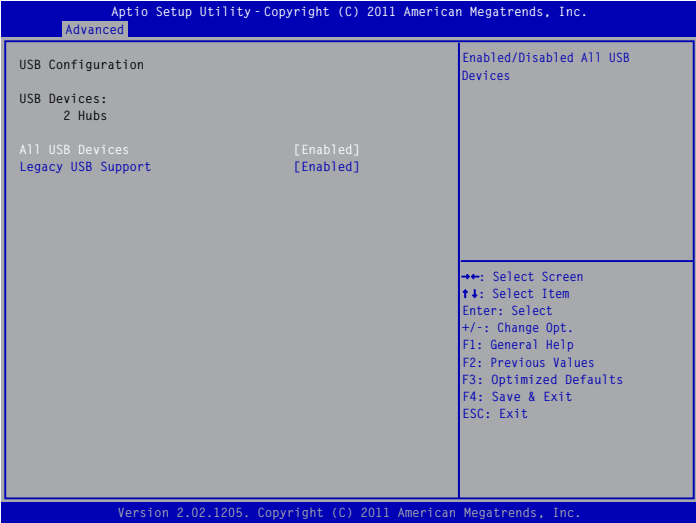 Aptio Setup Utility - Copyright (C) 2011 American Megatrends, Inc.
Advanced
USB Configuration
USB Devices:
2 Hubs
All USB Devices [Enabled]
Legacy USB Support [Enabled]
Enabled/Disabled All USB
Devices
→←: Select Screen
↑↓: Select Item
Enter: Select
+/-: Change Opt.
F1: General Help
F2: Previous Values
F3: Optimized Defaults
F4: Save & Exit
ESC: Exit
Version 2.02.1205. Copyright (C) 2011 American Megatrends, Inc.